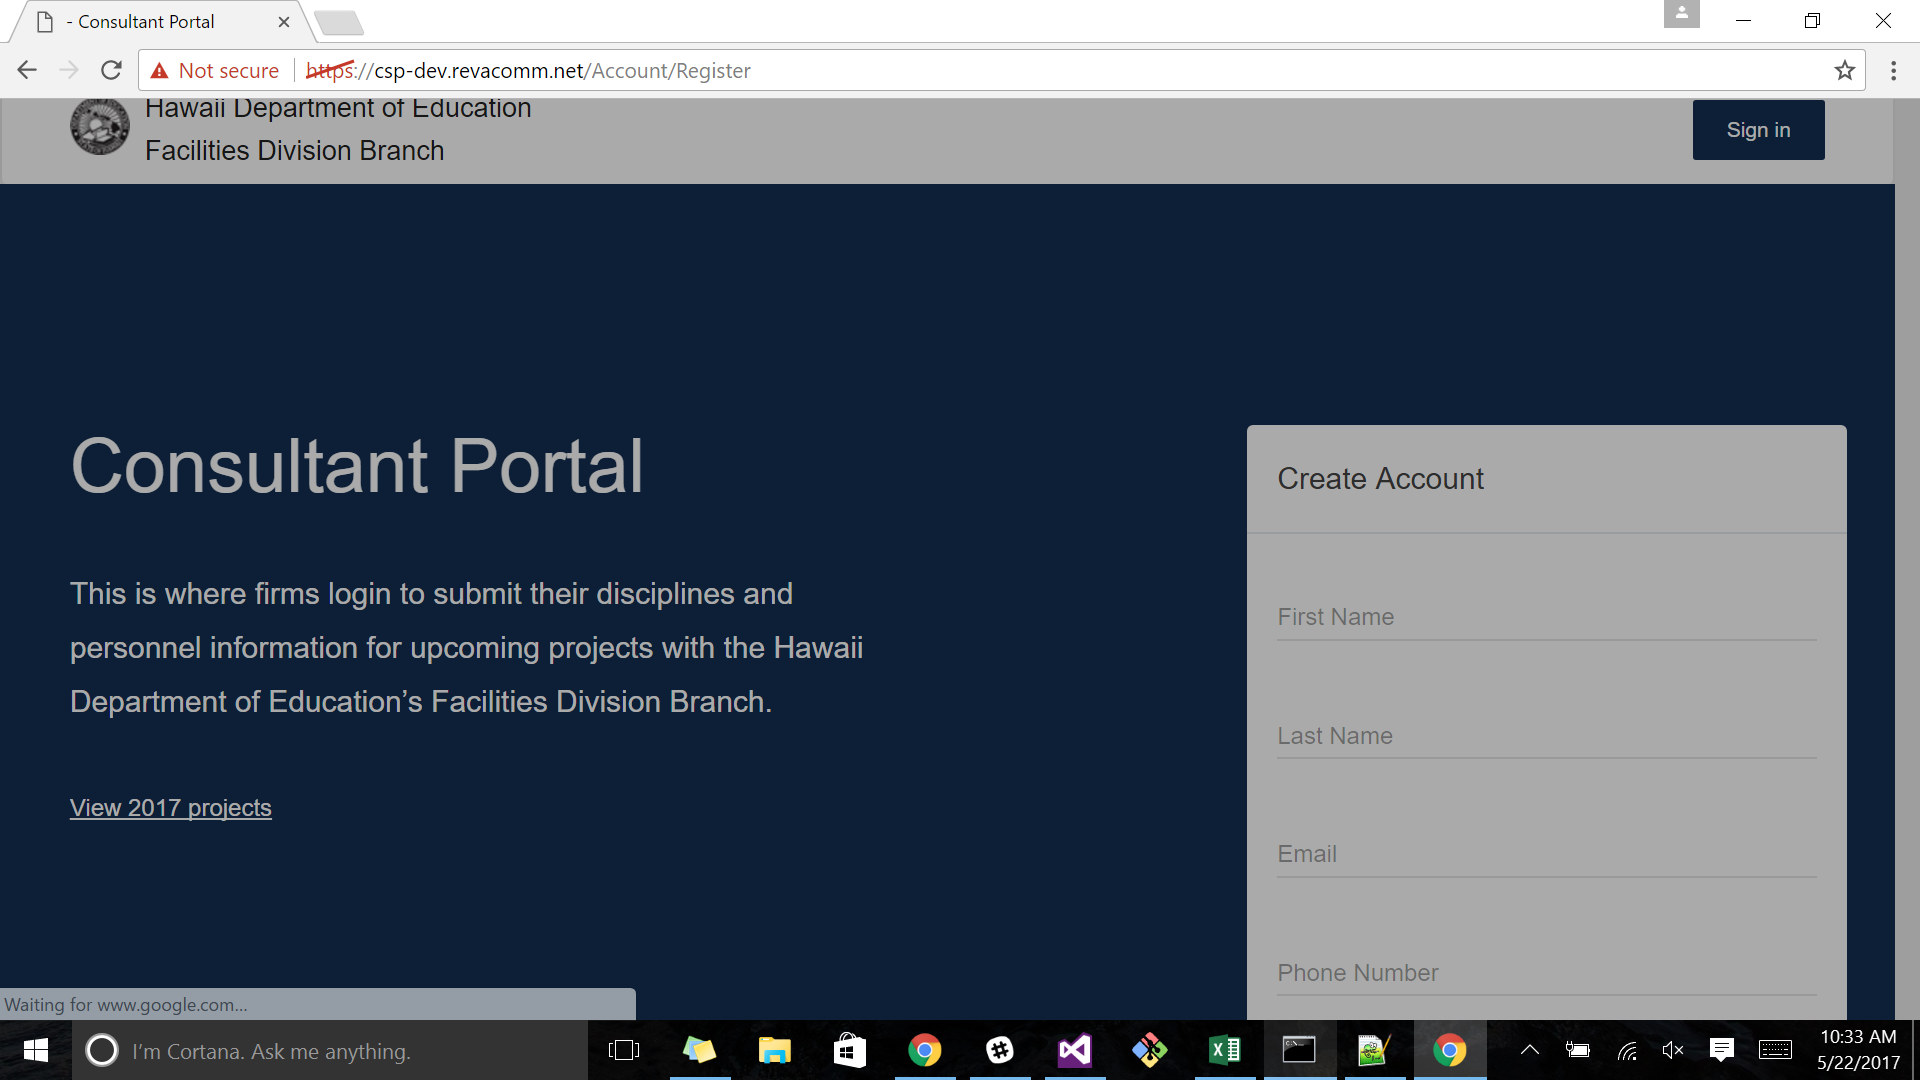 - Consultant Portal
Not secure
https://csp-dev.revacomm.net/Account/Register
Hawaii Department of Education
Facilities Division Branch
Sign in
Consultant Portal
This is where firms login to submit their disciplines and
personnel information for upcoming projects with the Hawaii
Department of Education’s Facilities Division Branch.
View 2017 projects
Create Account
First Name
Last Name
Email
Phone Number
Waiting for www.google.com...
I’m Cortana. Ask me anything.
10:33 AM
5/22/2017